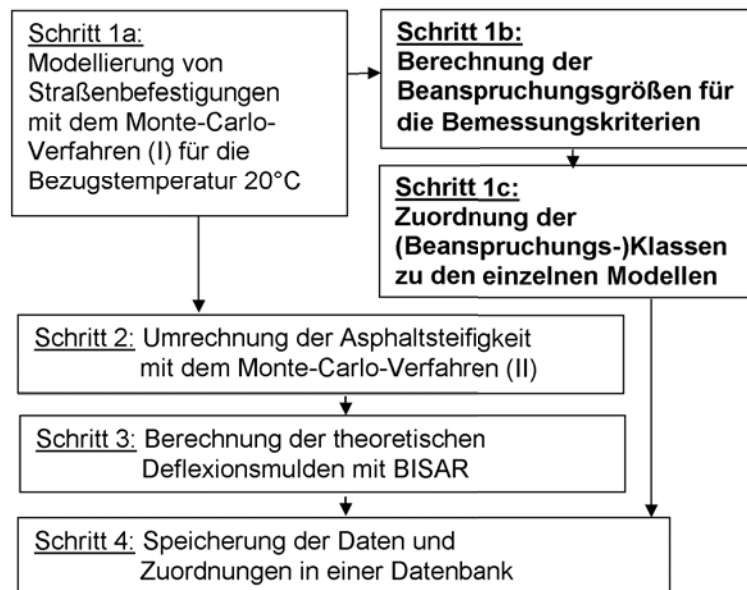 Schritt 1a:
Modellierung von
Straßenbefestigungen
mit dem Monte-Carlo-
Verfahren (I) für die
Bezugstemperatur 20°C
Schritt 1b:
Berechnung der
Beanspruchungsgrößen für
die Bemessungskriterien
Schritt 1c:
Zuordnung der
(Beanspruchungs-)Klassen
zu den einzelnen Modellen
Schritt 2: Umrechnung der Asphaltsteifigkeit
mit dem Monte-Carlo-Verfahren (II)
Schritt 3: Berechnung der theoretischen
Deflexionsmulden mit BISAR
Schritt 4: Speicherung der Daten und
Zuordnungen in einer Datenbank